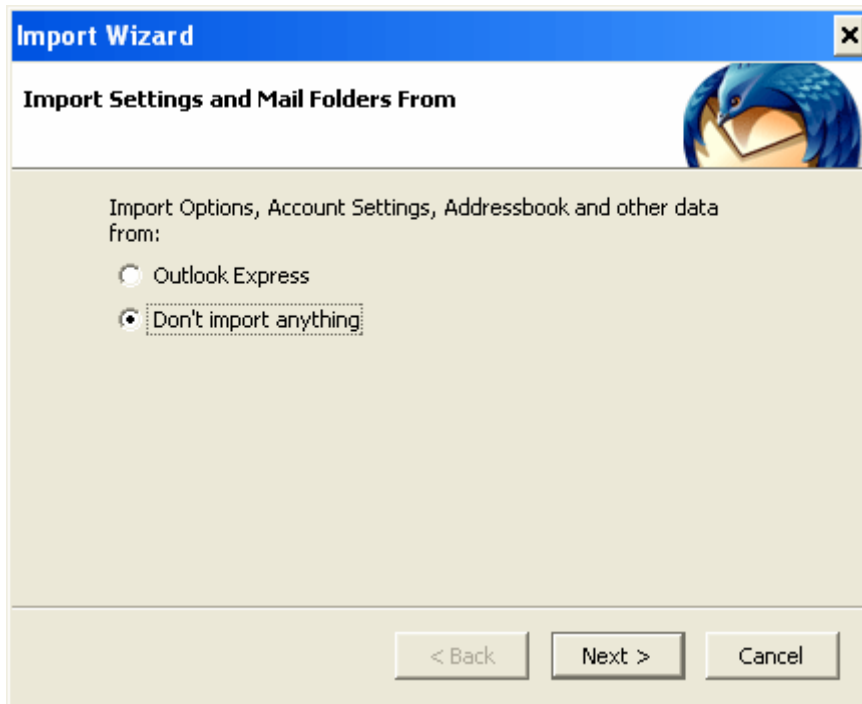 Import Wizard
Import Settings and Mail Folders From
Import Options, Account Settings, Addressbook and other data
from:
Outlook Express
Don't import anything
< Back
Next >
Cancel